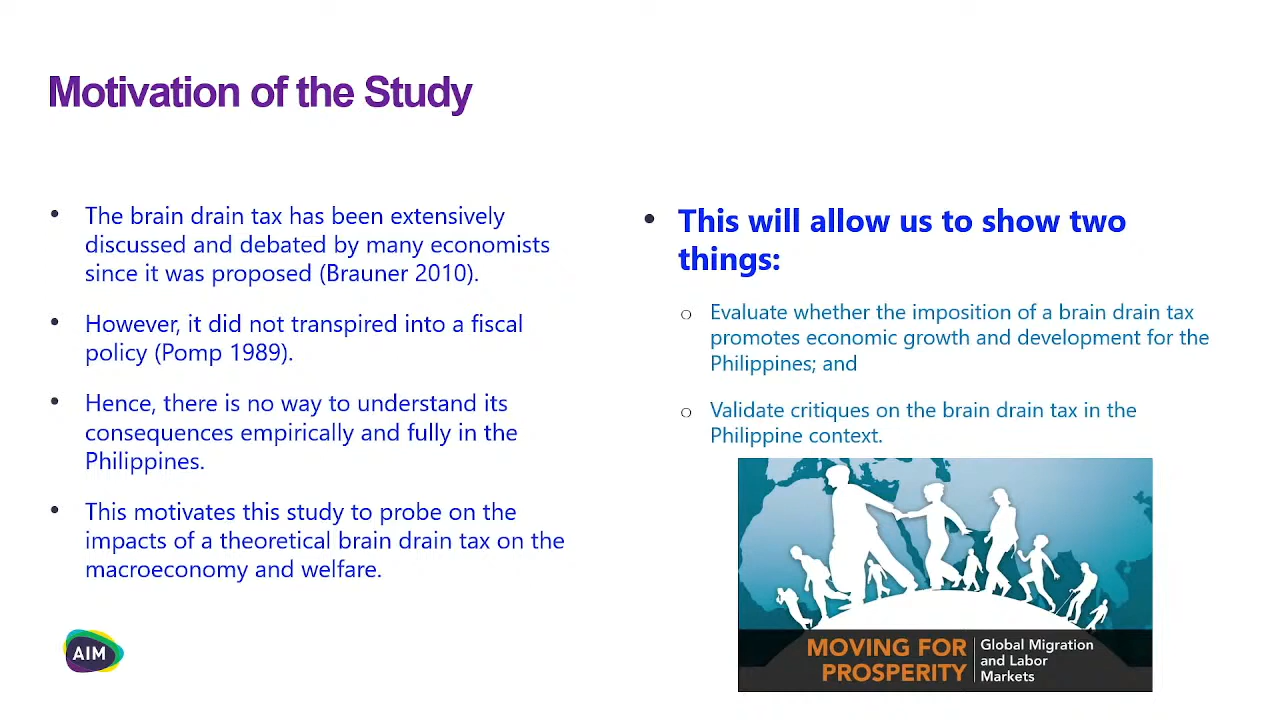 Motivation of the Study
• The brain drain tax has been extensively
discussed and debated by many economists
since it was proposed (Brauner 2010).
• However, it did not transpired into a fiscal
policy (Pomp 1989).
• Hence, there is no way to understand its
consequences empirically and fully in the
Philippines.
• This motivates this study to probe on the
impacts of a theoretical brain drain tax on the
macroeconomy and welfare.
• This will allow us to show two
things:
o Evaluate whether the imposition of a brain drain tax
promotes economic growth and development for the
Philippines; and
o Validate critiques on the brain drain tax in the
Philippine context.
MOVING FOR
PROSPERITY
Global Migration
and Labor
Markets
AIM